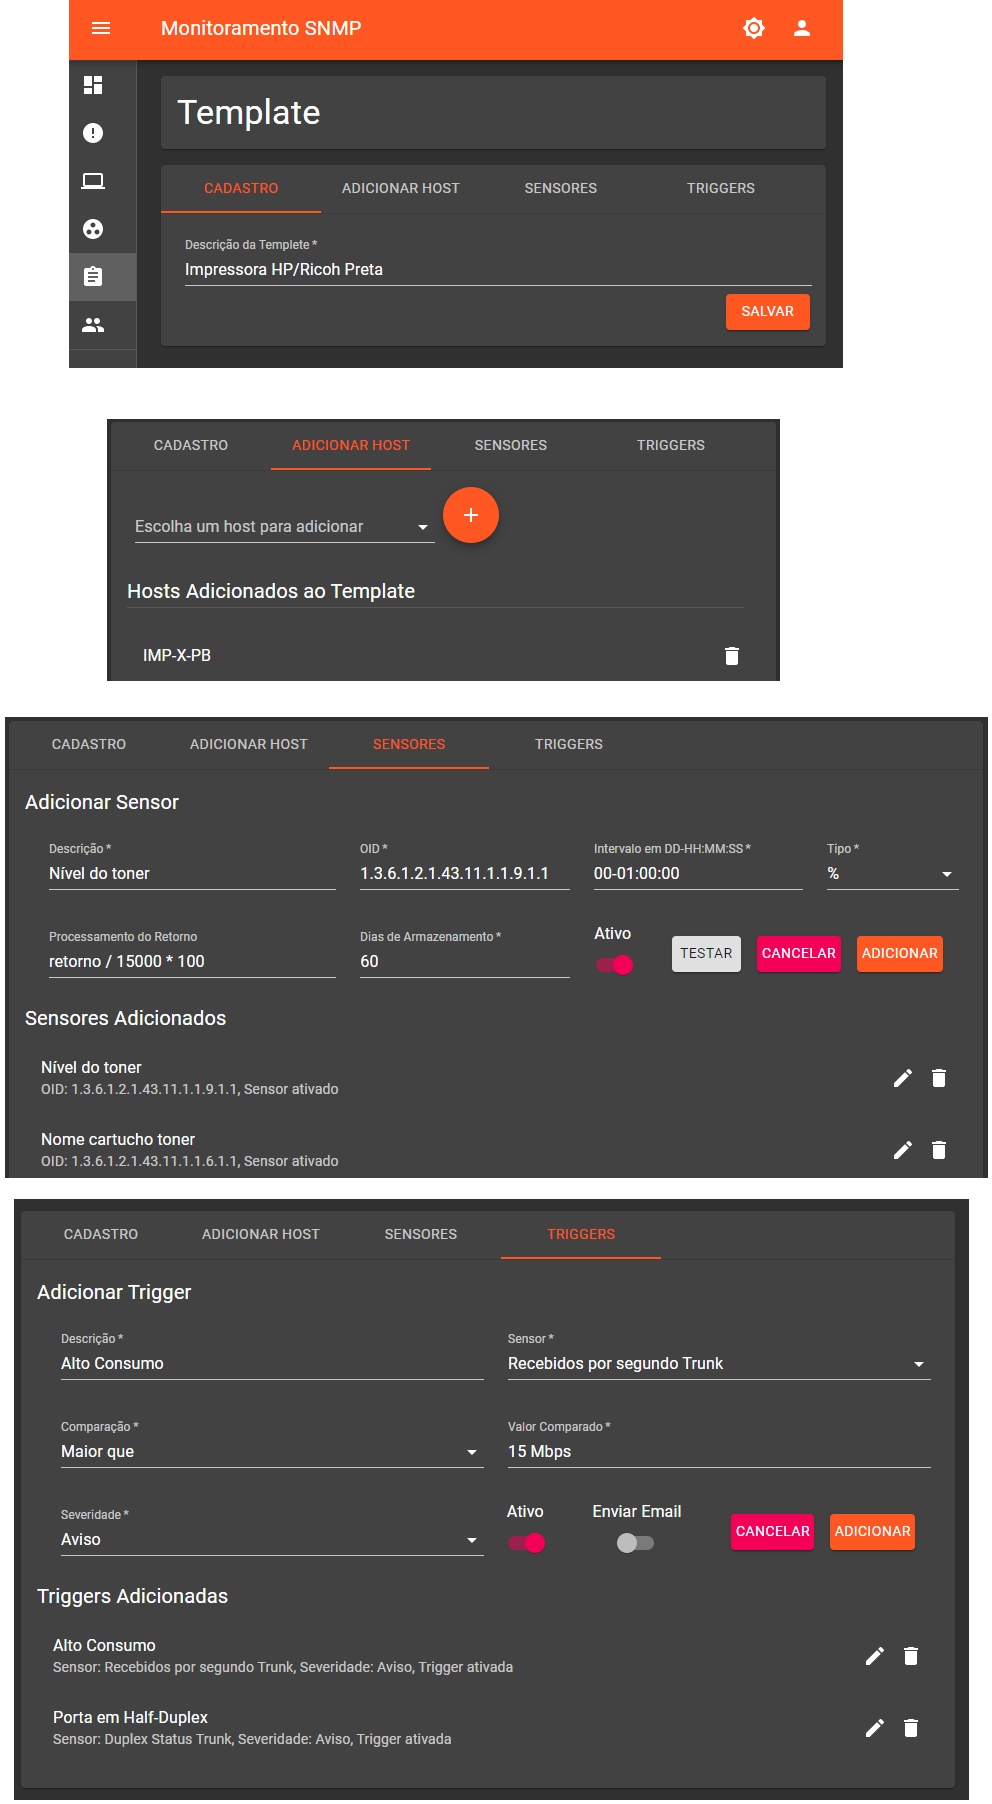 Monitoramento SNMP
Template
CADASTRO ADICIONAR HOST SENSORES TRIGGERS
Descrição da Templete *
Impressora HP/Ricoh Preta
SALVAR
CADASTRO ADICIONAR HOST SENSORES TRIGGERS
Escolha um host para adicionar
Hosts Adicionados ao Template
IMP-X-PB
CADASTRO ADICIONAR HOST SENSORES TRIGGERS
Adicionar Sensor
Descrição * OID * Intervalo em DD-HH:MM:SS * Tipo *
Nível do toner 1.3.6.1.2.1.43.11.1.1.9.1.1 00-01:00:00 %
Processamento do Retorno Dias de Armazenamento * Ativo
retorno / 15000 * 100 60 TESTAR CANCELAR ADICIONAR
Sensores Adicionados
Nível do toner
OID: 1.3.6.1.2.1.43.11.1.1.9.1.1, Sensor ativado
Nome cartucho toner
OID: 1.3.6.1.2.1.43.11.1.1.6.1.1, Sensor ativado
CADASTRO ADICIONAR HOST SENSORES TRIGGERS
Adicionar Trigger
Descrição * Sensor *
Alto Consumo Recebidos por segundo Trunk
Comparação * Valor Comparado *
Maior que 15 Mbps
Severidade * Ativo Enviar Email
Aviso CANCELAR ADICIONAR
Triggers Adicionadas
Alto Consumo
Sensor: Recebidos por segundo Trunk, Severidade: Aviso, Trigger ativada
Porta em Half-Duplex
Sensor: Duplex Status Trunk, Severidade: Aviso, Trigger ativada